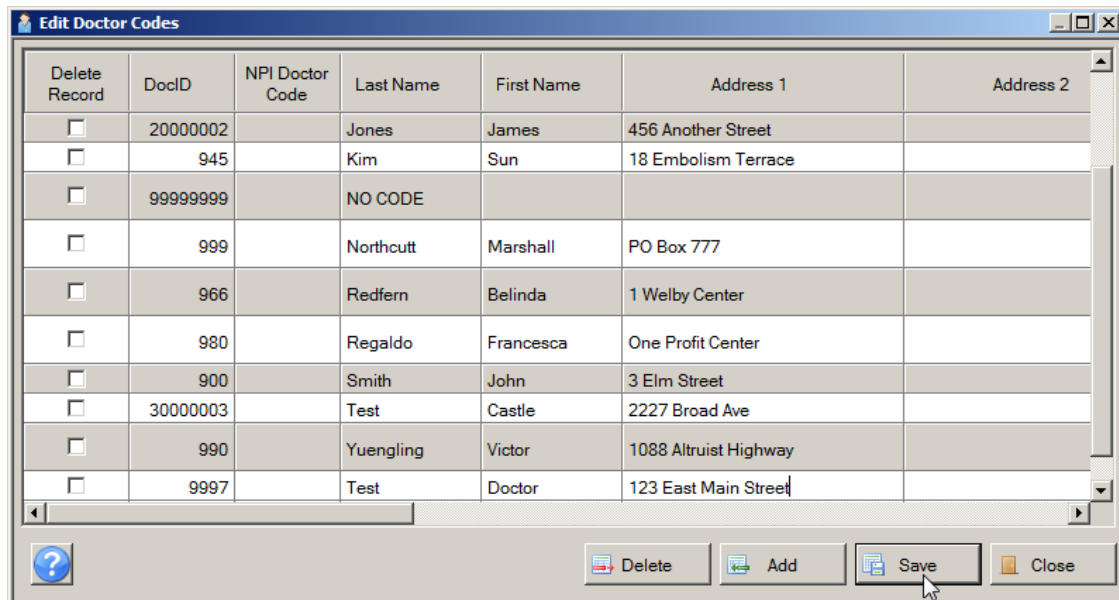 Edit Doctor Codes
Delete Record DocID NPI Doctor Code Last Name First Name Address 1 Address 2
20000002 Jones James 456 Another Street
945 Kim Sun 18 Embolism Terrace
99999999 NO CODE
999 Northcutt Marshall PO Box 777
966 Redfern Belinda 1 Welby Center
980 Regaldo Francesca One Profit Center
900 Smith John 3 Elm Street
30000003 Test Castle 2227 Broad Ave
990 Yuengling Victor 1088 Altruist Highway
9997 Test Doctor 123 East Main Street
? Delete Add Save Close